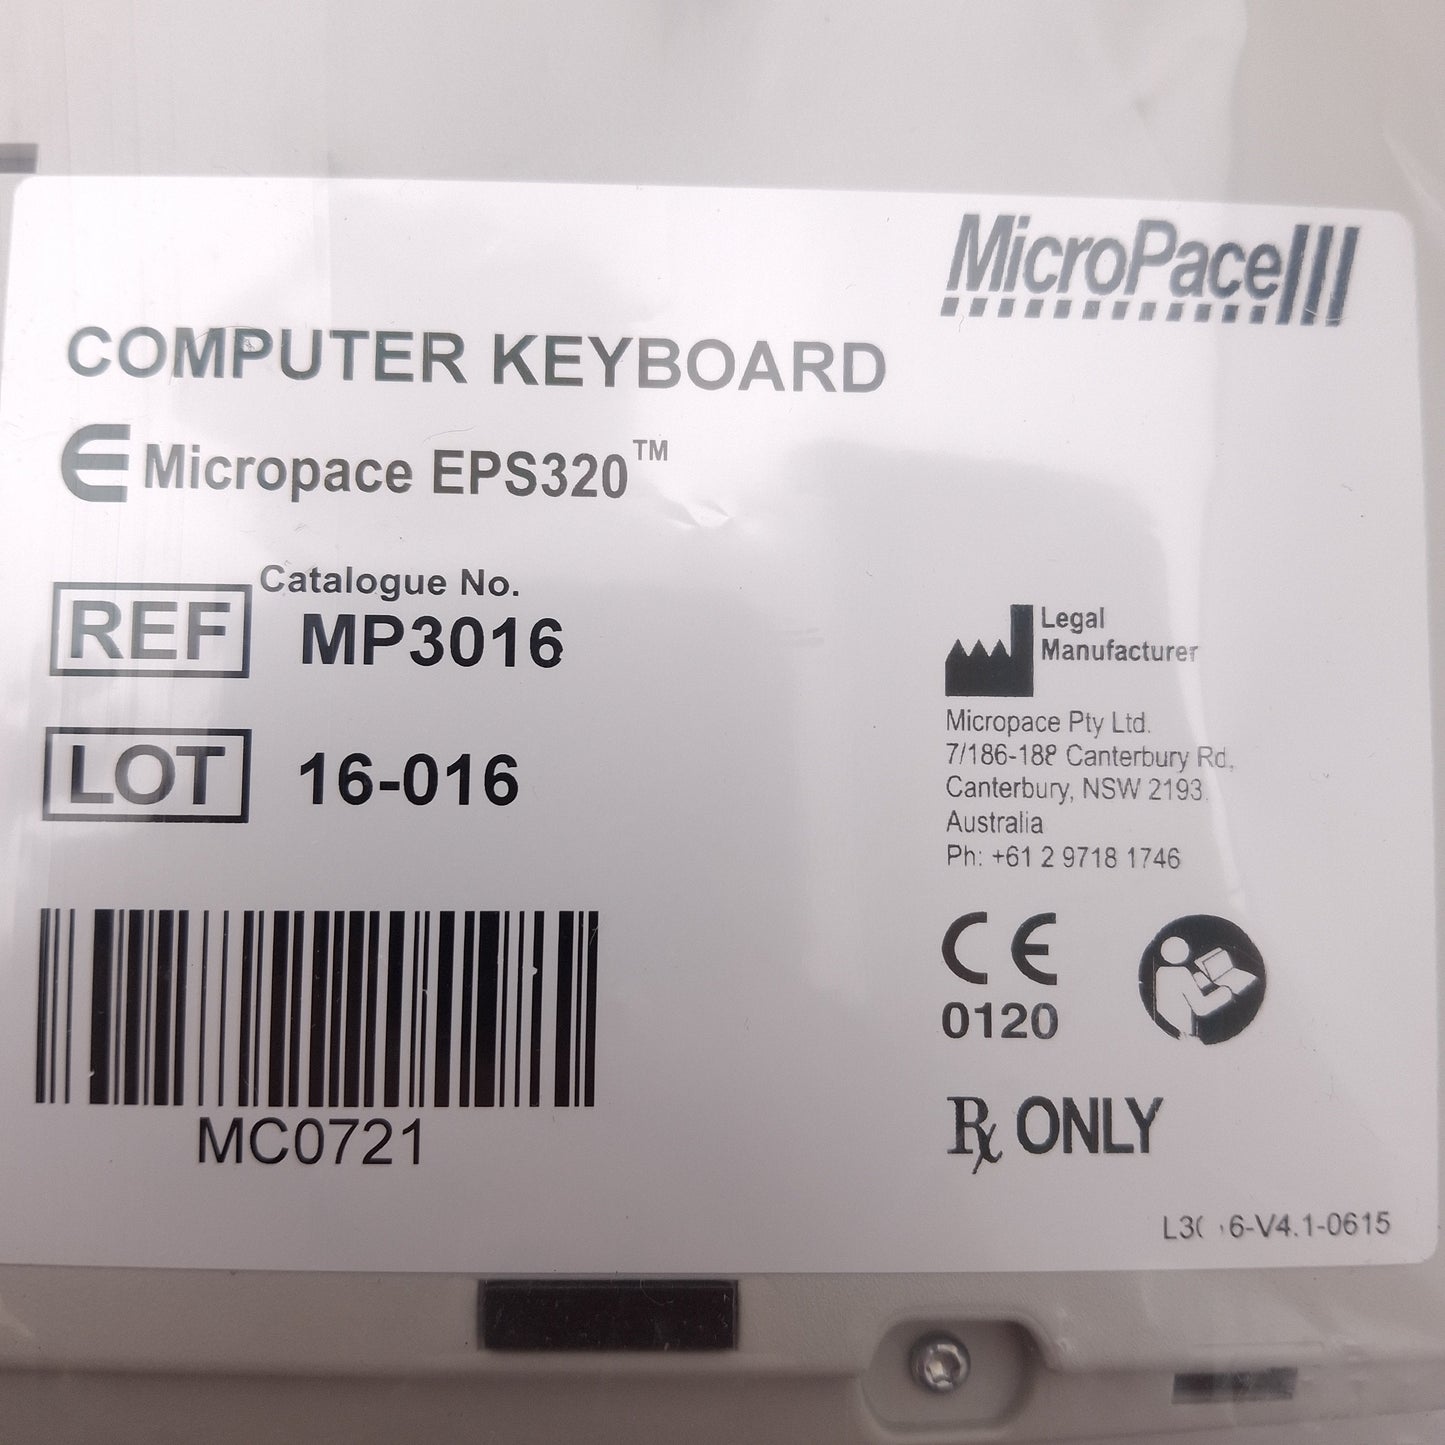 MicroPace
COMPUTER KEYBOARD
Micropace EPS320™
REF
Catalogue No.
MP3016
LOT
16-016
MC0721
Legal
Manufacturer
Micropace Pty Ltd.
7/186-188 Canterbury Rd,
Canterbury, NSW 2193
Australia
Ph: +61 2 9718 1746
CE
0120
℞ ONLY